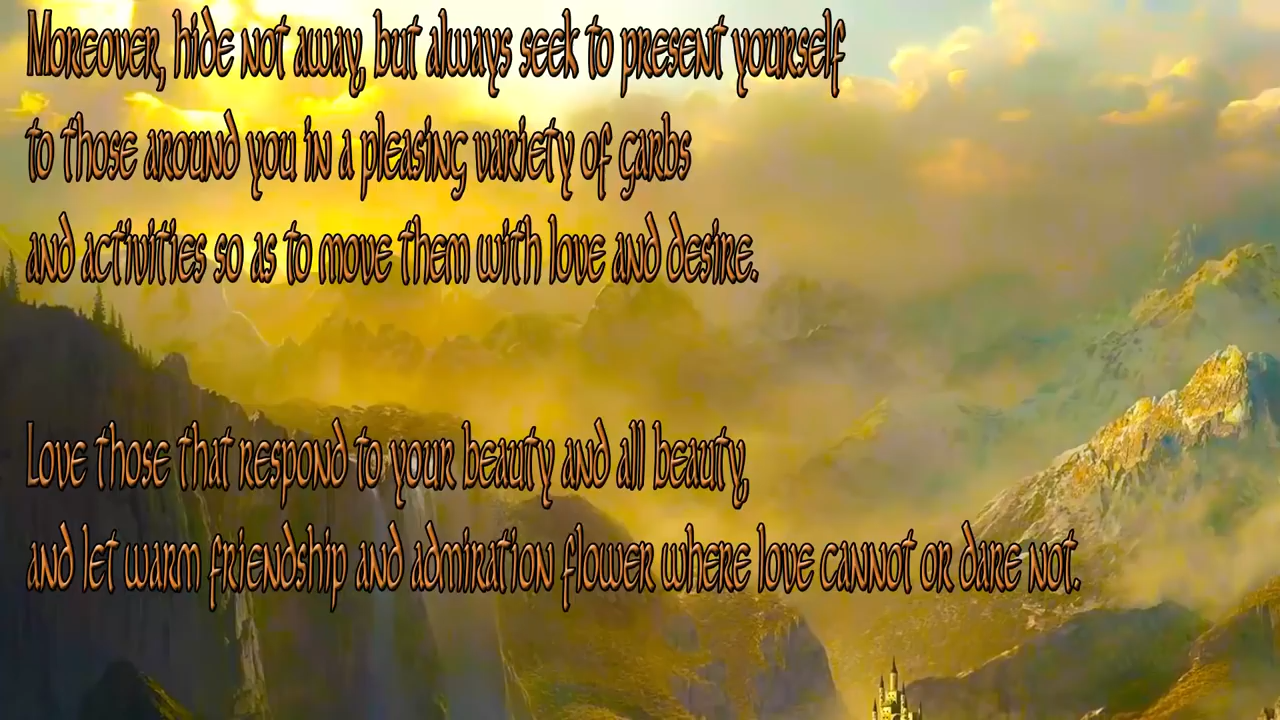 Moreover, hide not away, but always seek to present yourself
to those around you in a pleasing variety of garbs
and activities so as to move them with love and desire.
Love those that respond to your beauty and all beauty,
and let warm friendship and admiration flower where love cannot or dare not.